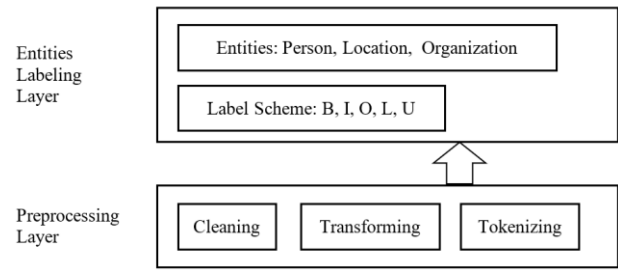 Entities
Labeling
Layer
Entities: Person, Location, Organization
Label Scheme: B, I, O, L, U
Preprocessing
Layer
Cleaning
Transforming
Tokenizing